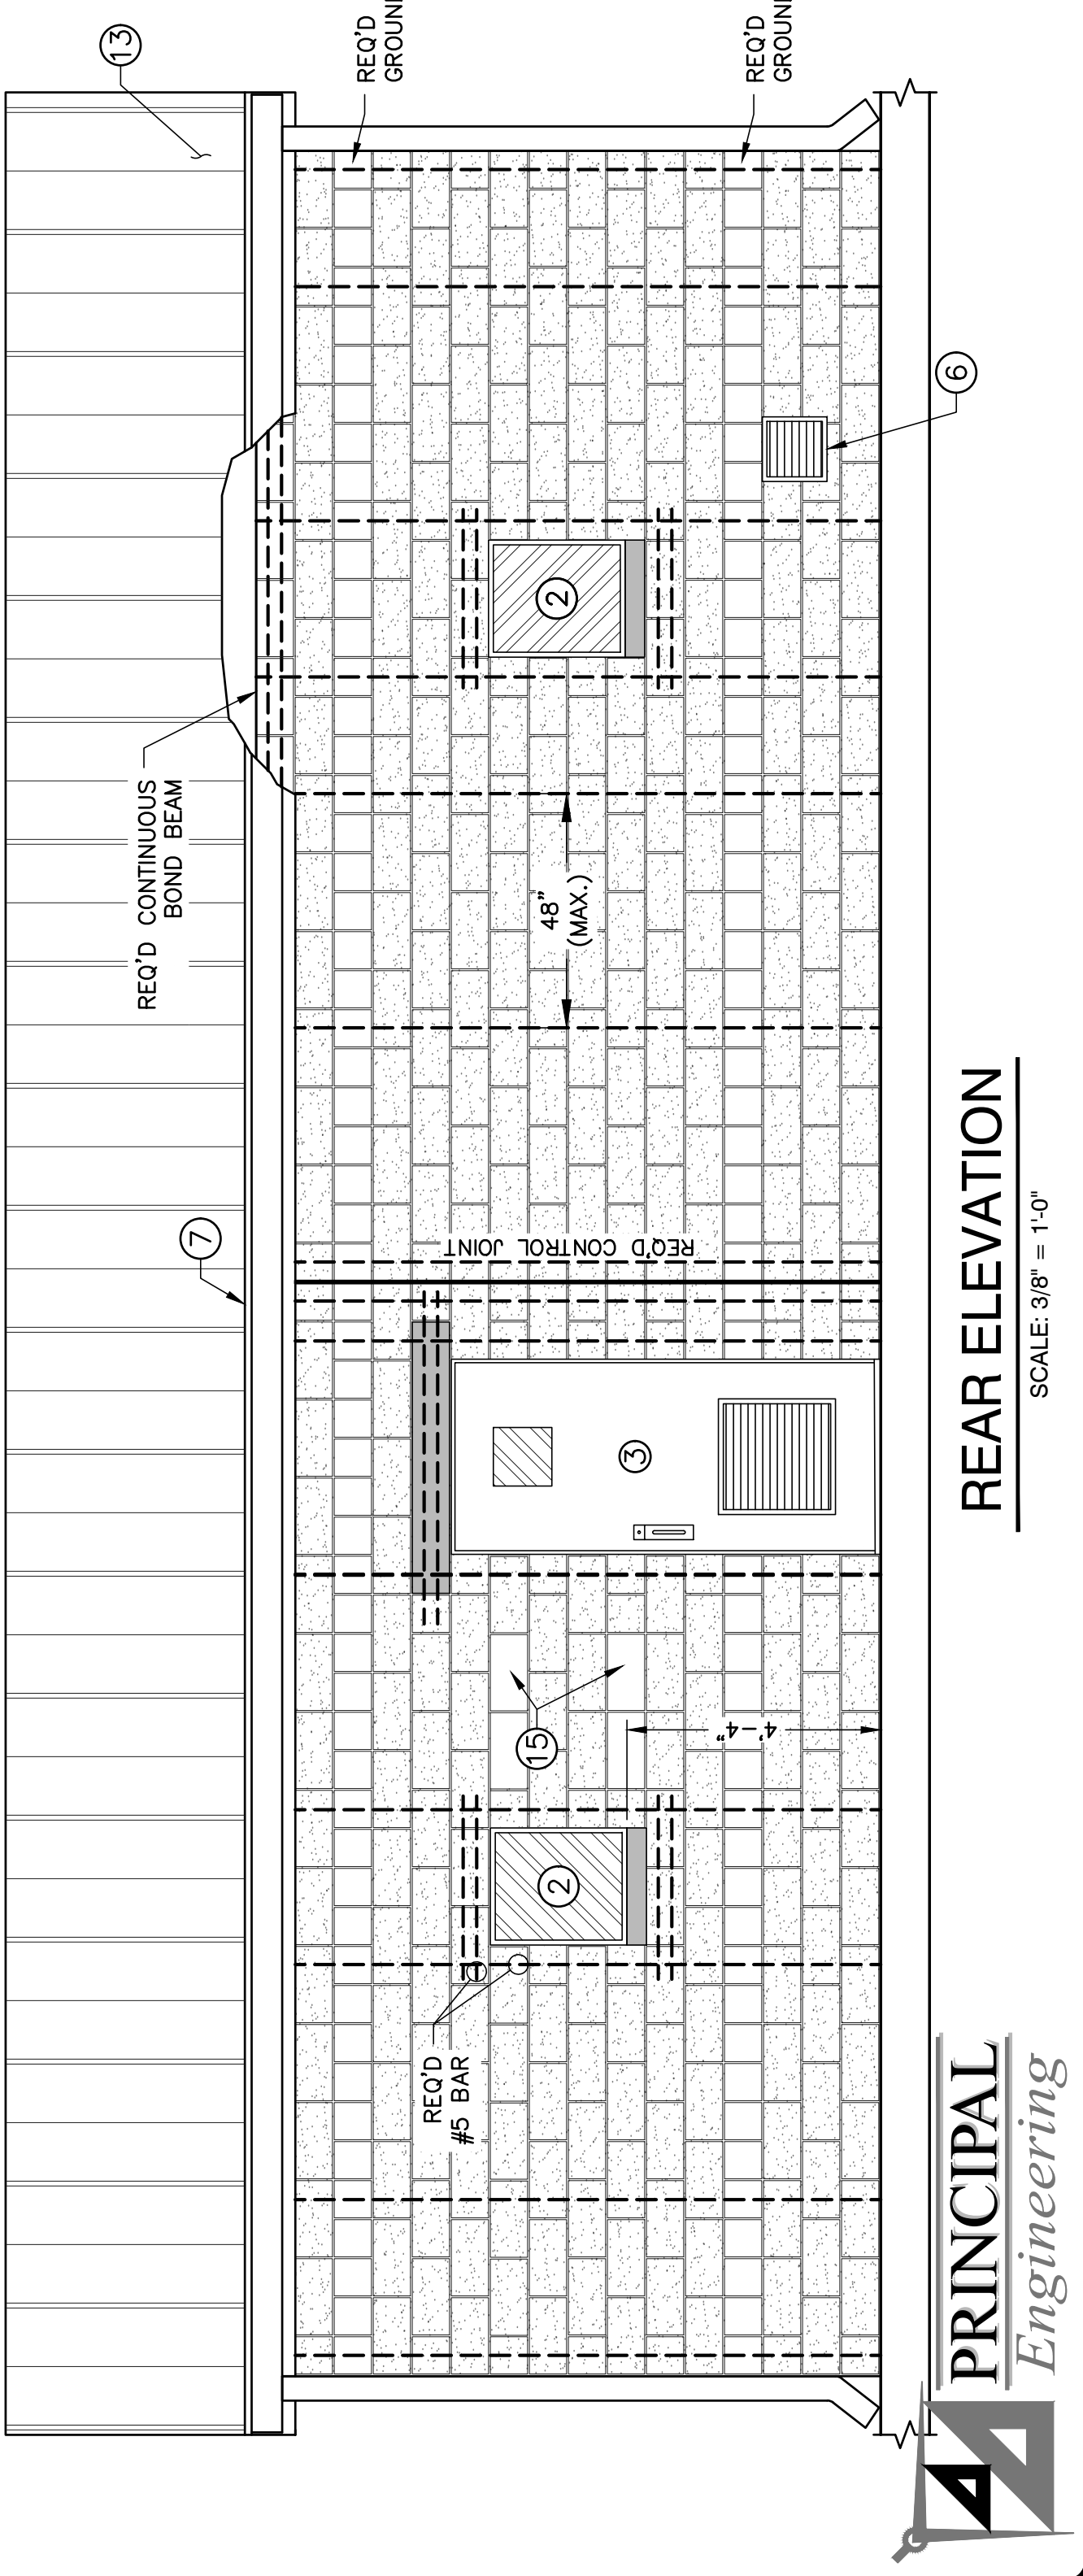 13
REQ'D
GROUN
REQ'D
GROUN
7
REQ'D CONTINUOUS
BOND BEAM
6
2
48"
(MAX.)
REQ'D CONTROL JOINT
3
15
4'-4"
2
REQ'D
#5 BAR
REAR ELEVATION
SCALE: 3/8" = 1'-0"
PRINCIPAL
Engineering